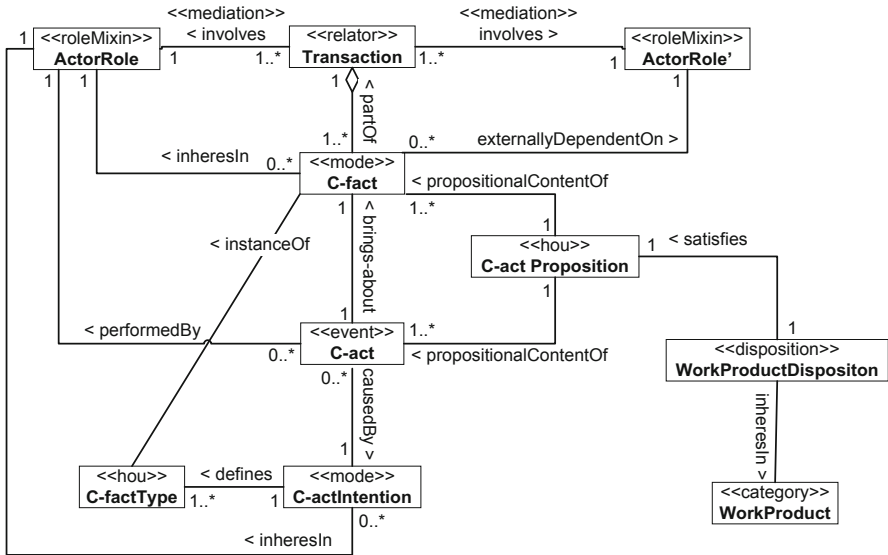 <<mediation>>
<<mediation>>
1
<<roleMixin>>
ActorRole
< involves
1
1..*
<<relator>>
Transaction
involves >
1..*
1
<<roleMixin>>
ActorRole'
1
1
1
1
< partOf
1..*
0..*
externallyDependentOn >
< inheresIn
0..*
<<mode>>
C-fact
< propositionalContentOf
1..*
1
< instanceOf
< brings-about
1
<<hou>>
C-act Proposition
1
< satisfies
1
1
< performedBy
0..*
<<event>>
C-act
1..*
< propositionalContentOf
1
<<disposition>>
WorkProductDispositon
0..*
causedBy >
1
inheresIn >
<<hou>>
C-factType
< defines
1..*
1
<<mode>>
C-actIntention
<<category>>
WorkProduct
< inheresIn
0..*